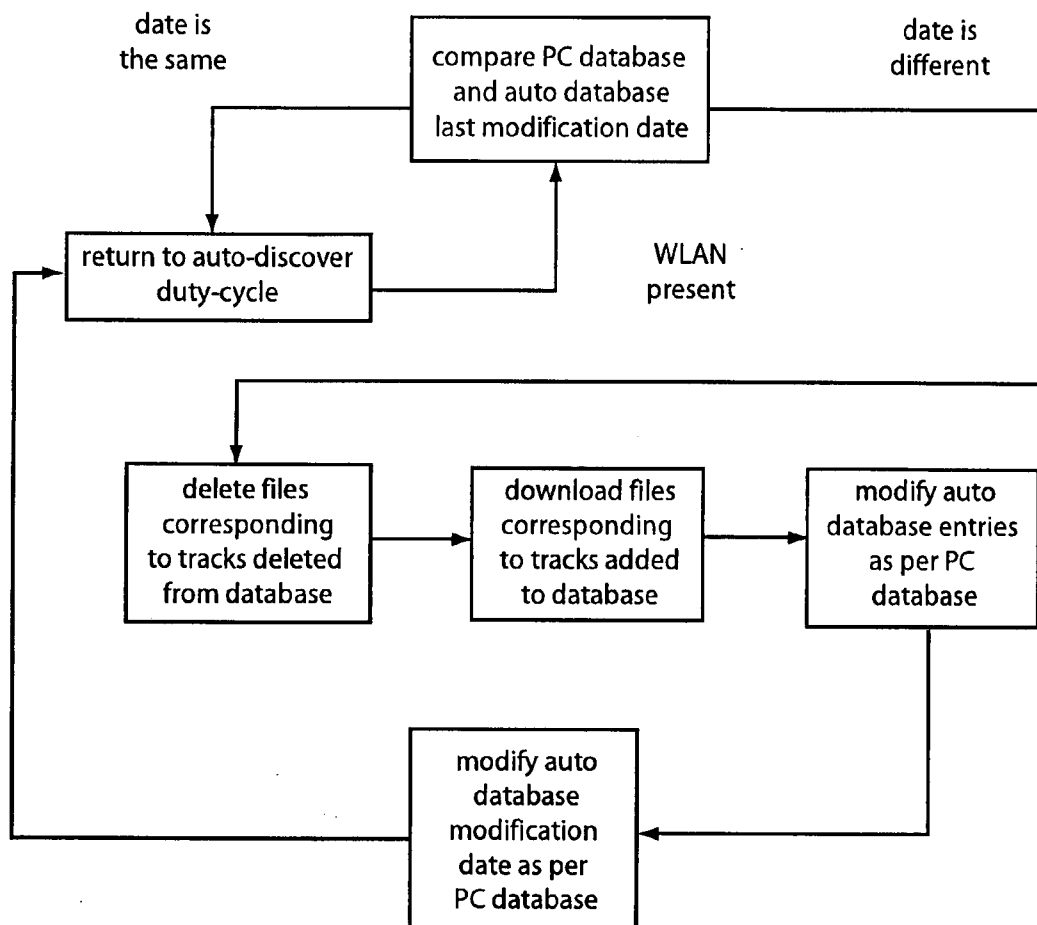 date is
the same
compare PC database
and auto database
last modification date
date is
different
return to auto-discover
duty-cycle
WLAN
present
delete files
corresponding
to tracks deleted
from database
download files
corresponding
to tracks added
to database
modify auto
database entries
as per PC
database
modify auto
database
modification
date as per
PC database